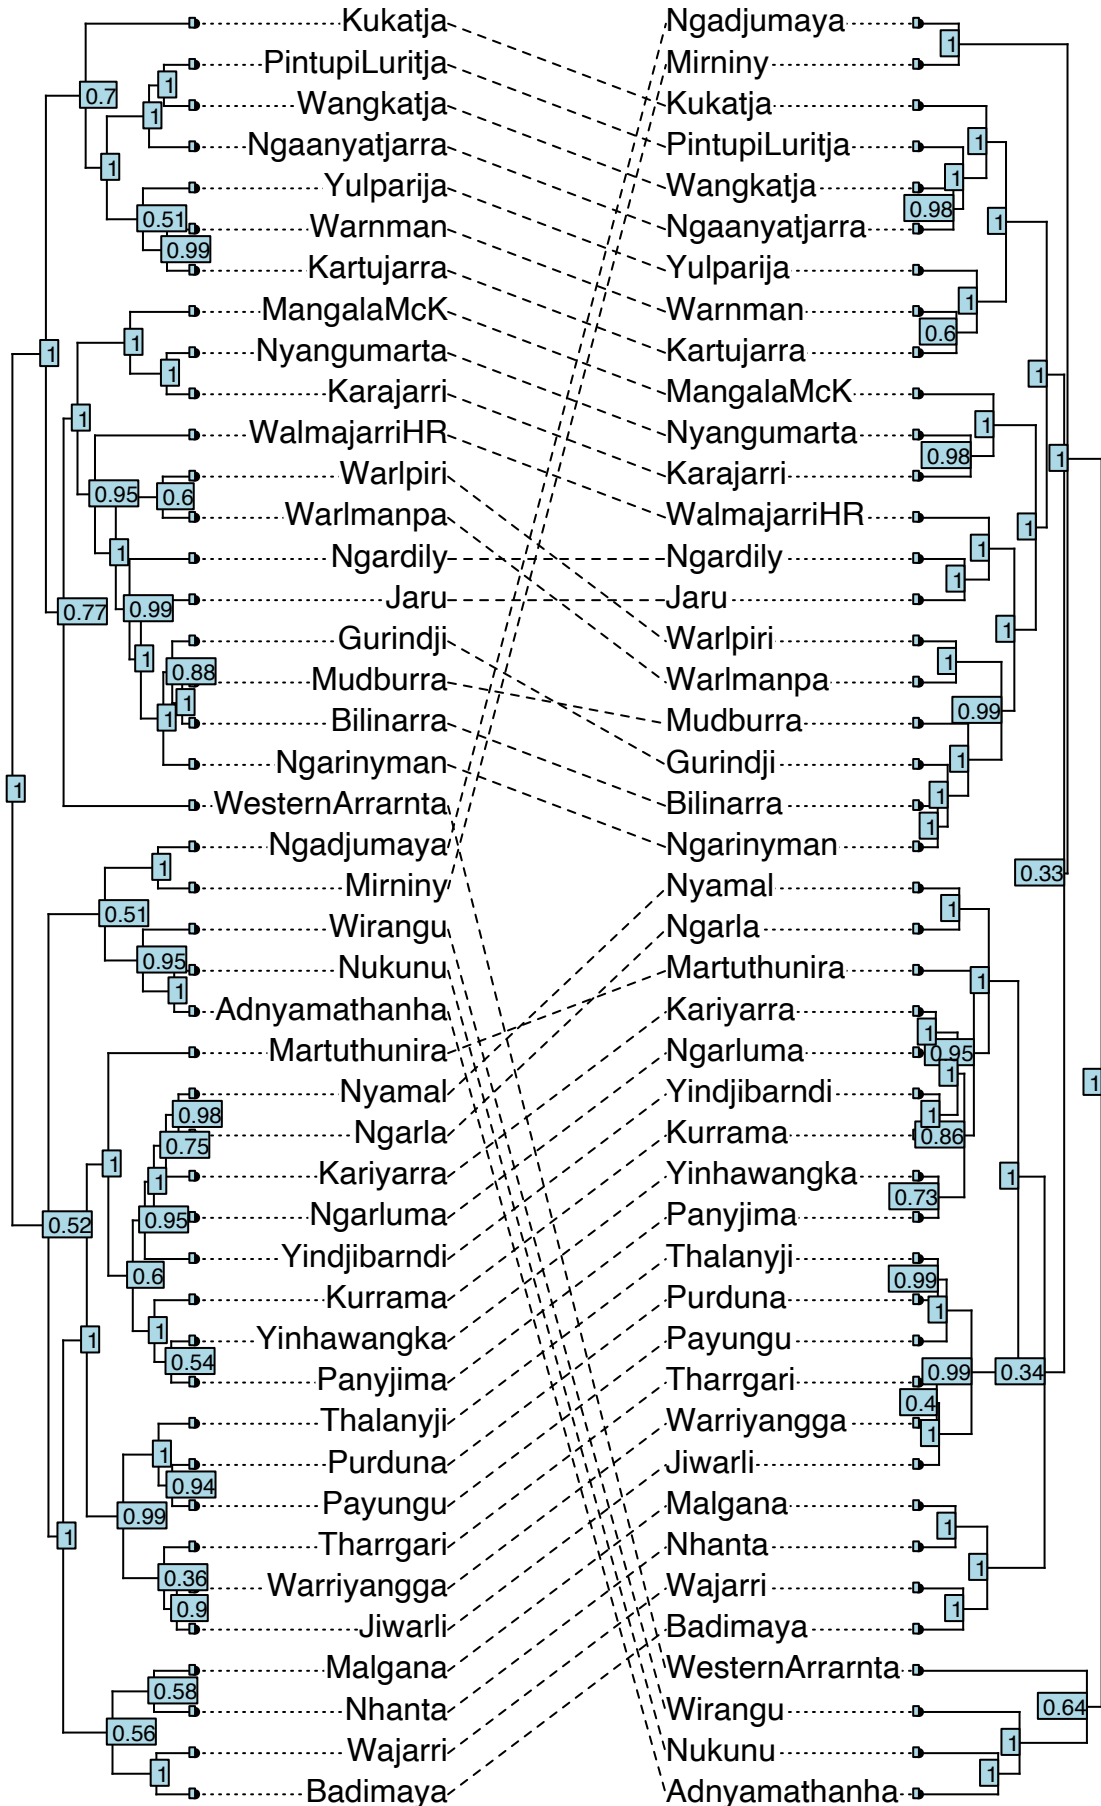 Kukatja Ngadjumaya
PintupiLuritja Mirniny
Wangkatja Kukatja
Ngaanyatjarra PintupiLuritja
Yulparija Wangkatja
Warnman Ngaanyatjarra
Kartujarra Yulparija
MangalaMcK Warnman
Nyangumarta Kartujarra
Karajarri MangalaMcK
WalmajarriHR Nyangumarta
Warlpiri Karajarri
Warlmanpa WalmajarriHR
Ngardily Ngardily
Jaru Jaru
Gurindji Warlpiri
Mudburra Warlmanpa
Bilinarra Mudburra
Ngarinyman Gurindji
WesternArrarnta Bilinarra
Ngadjumaya Ngarinyman
Mirniny Nyamal
Wirangu Ngarla
Nukunu Martuthunira
Adnyamathanha Kariyarra
Martuthunira Ngarluma
Nyamal Yindjibarndi
Ngarla Kurrama
Kariyarra Yinhawangka
Ngarluma Panyjima
Yindjibarndi Thalanyji
Kurrama Purduna
Yinhawangka Payungu
Panyjima Tharrgari
Thalanyji Warriyangga
Purduna Jiwarli
Payungu Malgana
Tharrgari Nhanta
Warriyangga Wajarri
Jiwarli Badimaya
Malgana WesternArrarnta
Nhanta Wirangu
Wajarri Nukunu
Badimaya Adnyamathanha
1
1
0.7
1
1
1
0.51
0.99
1
1
1
1
0.95
0.6
1
0.99
0.77
1
0.88
1
1
1
0.51
1
0.95
1
0.98
0.75
1
1
0.95
0.52
0.6
1
1
0.54
1
0.94
0.99
1
0.36
0.9
0.58
0.56
1
1
1
1
0.98
1
1
0.6
1
1
0.98
1
1
1
1
1
1
1
0.99
1
1
1
0.33
1
1
1
0.95
1
1
0.86
1
0.73
0.99
1
0.99
0.34
0.4
1
1
1
1
1
0.64
1
1